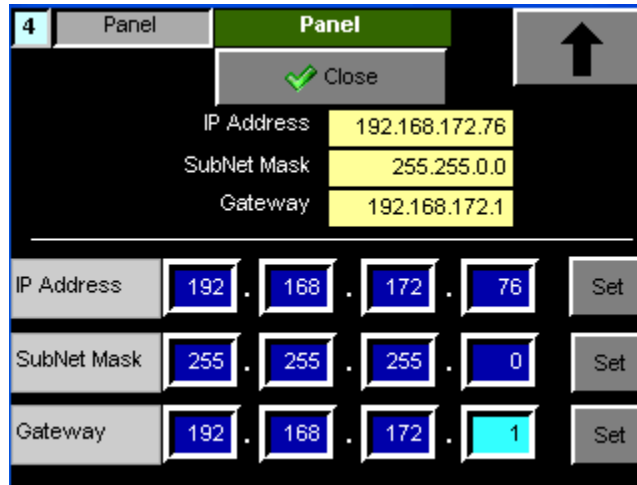 4 Panel Panel
Close
IP Address 192.168.172.76
SubNet Mask 255.255.0.0
Gateway 192.168.172.1
IP Address 192 . 168 . 172 . 76 Set
SubNet Mask 255 . 255 . 255 . 0 Set
Gateway 192 . 168 . 172 . 1 Set